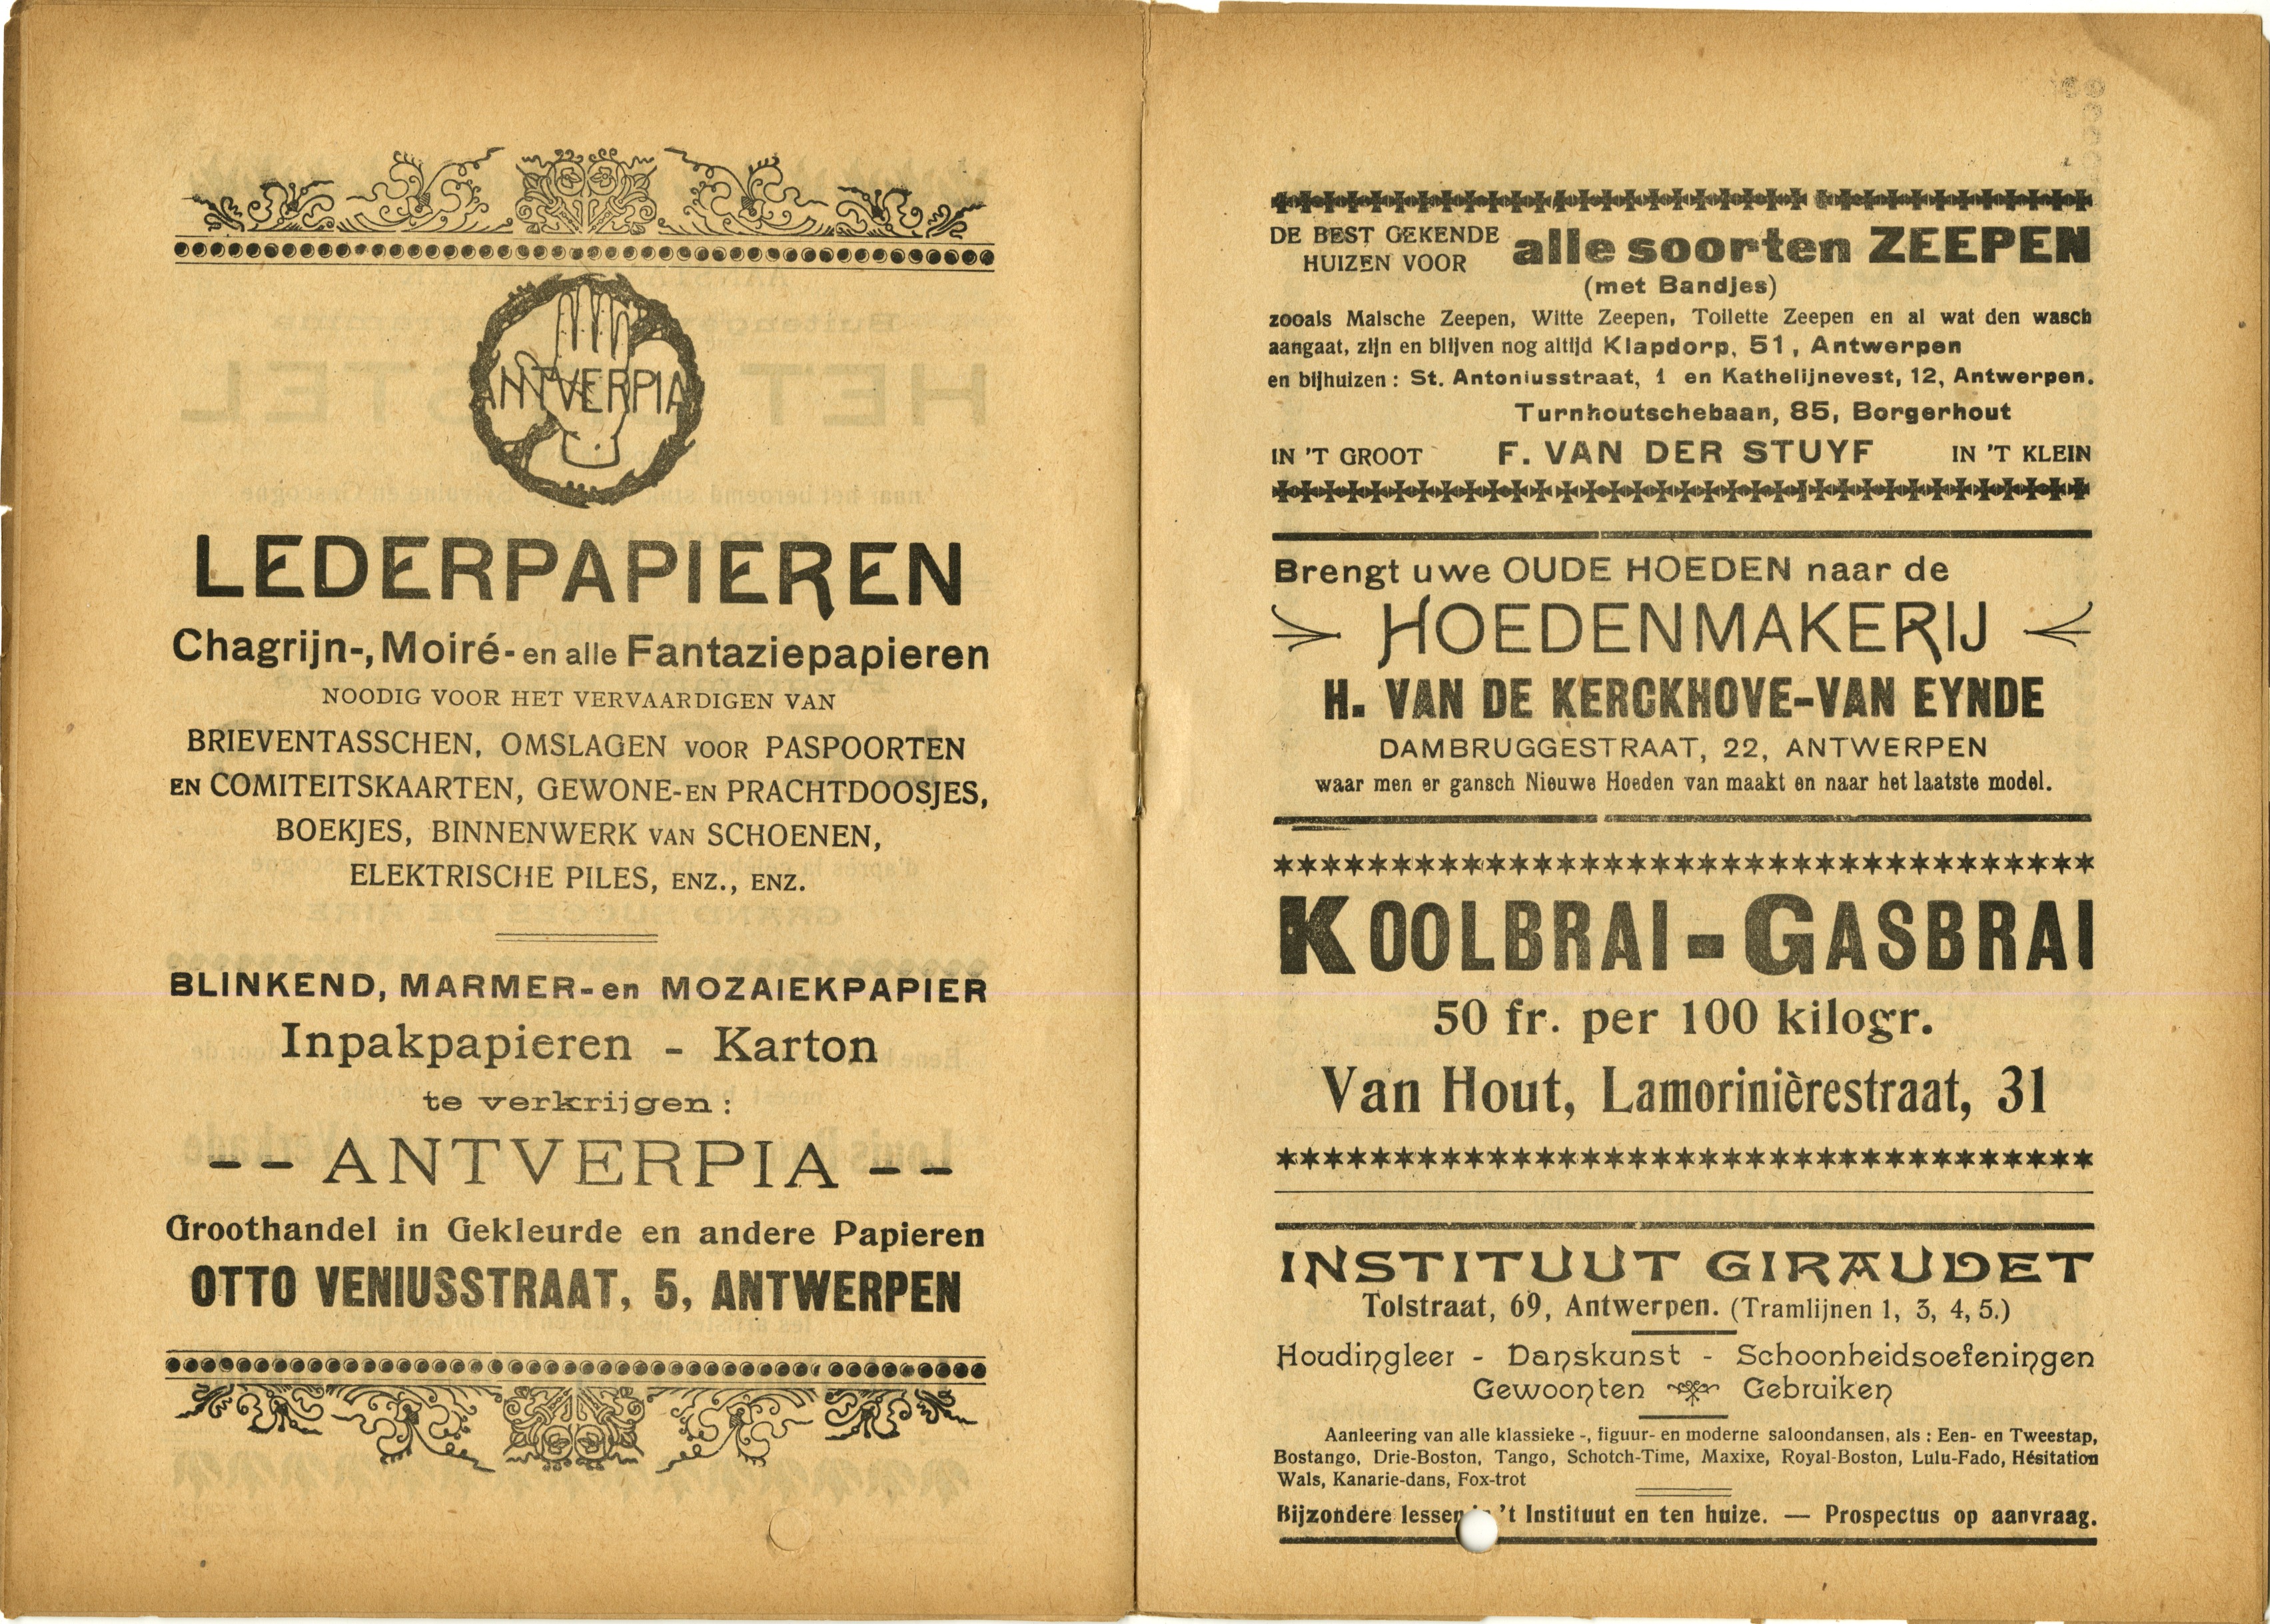 ANTVERPIA
LEDERPAPIEREN
Chagrijn-, Moiré- en alle Fantaziepapieren
NOODIG VOOR HET VERVAARDIGEN VAN
BRIEVENTASSCHEN, OMSLAGEN VOOR PASPOORTEN
EN COMITEITSKAARTEN, GEWONE- EN PRACHTDOOSJES,
BOEKJES, BINNENWERK VAN SCHOENEN,
ELEKTRISCHE PILES, ENZ., ENZ.
BLINKEND, MARMER- en MOZAIEKPAPIER
Inpakpapieren - Karton
te verkrijgen:
-- ANTVERPIA --
Groothandel in Gekleurde en andere Papieren
OTTO VENIUSSTRAAT, 5, ANTWERPEN
DE BEST GEKENDE HUIZEN VOOR alle soorten ZEEPEN
(met Bandjes)
zooals Malsche Zeepen, Witte Zeepen, Toilette Zeepen en al wat den wasch
aangaat, zijn en blijven nog altijd Klapdorp, 51, Antwerpen
en bijhuizen: St. Antoniusstraat, 1 en Kathelijnevest, 12, Antwerpen.
Turnhoutschebaan, 85, Borgerhout
IN 'T GROOT F. VAN DER STUYF IN 'T KLEIN
Brengt uwe OUDE HOEDEN naar de
HOEDENMAKERIJ
H. VAN DE KERCKHOVE-VAN EYNDE
DAMBRUGGESTRAAT, 22, ANTWERPEN
waar men er gansch Nieuwe Hoeden van maakt en naar het laatste model.
KOOLBRAI - GASBRAI
50 fr. per 100 kilogr.
Van Hout, Lamorinièrestraat, 31
INSTITUUT GIRAUDET
Tolstraat, 69, Antwerpen. (Tramlijnen 1, 3, 4, 5.)
Houdingleer - Danskunst - Schoonheidsoefeningen
Gewoonten Gebruiken
Aanleering van alle klassieke -, figuur- en moderne saloondansen, als : Een- en Tweestap,
Bostango, Drie-Boston, Tango, Schotch-Time, Maxixe, Royal-Boston, Lulu-Fado, Hésitation
Wals, Kanarie-dans, Fox-trot
Bijzondere lessen 't Instituut en ten huize. — Prospectus op aanvraag.